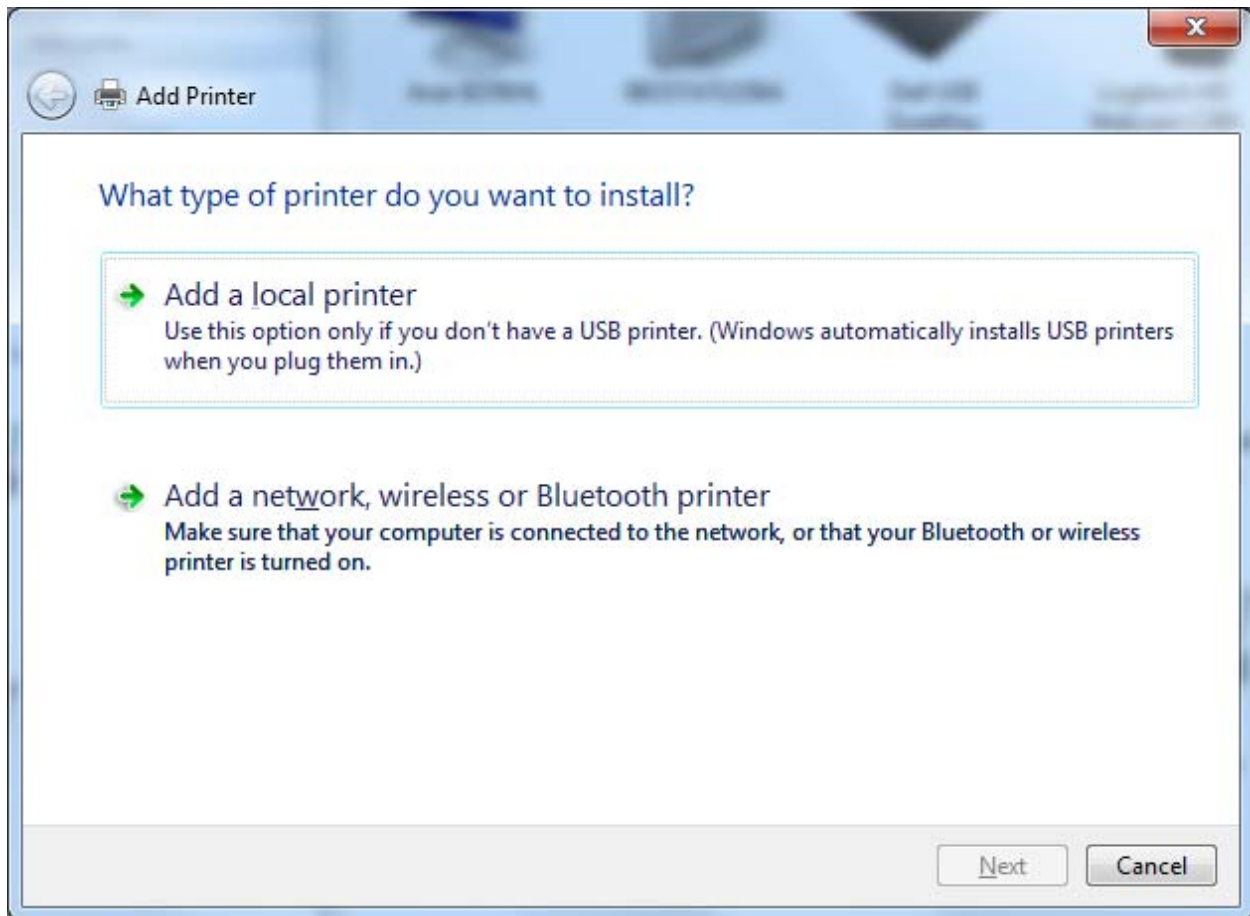 Add Printer
What type of printer do you want to install?
Add a local printer
Use this option only if you don't have a USB printer. (Windows automatically installs USB printers
when you plug them in.)
Add a network, wireless or Bluetooth printer
Make sure that your computer is connected to the network, or that your Bluetooth or wireless
printer is turned on.
Next
Cancel